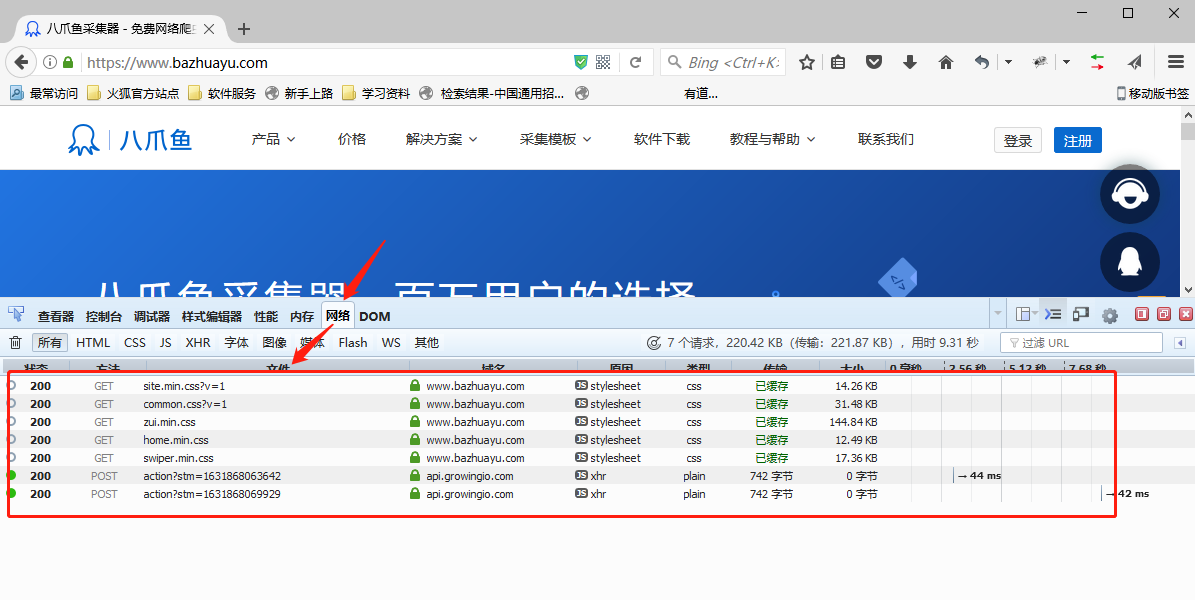 八爪鱼采集器 - 免费网络爬
https://www.bazhuayu.com
Bing <Ctrl+K>
最常访问 火狐官方站点 软件服务 新手上路 学习资料 检索结果-中国通用招... 有道... 移动版书签
八爪鱼 产品 价格 解决方案 采集模板 软件下载 教程与帮助 联系我们 登录 注册
八爪鱼采集器 百万用户的选择
查看器 控制台 调试器 样式编辑器 性能 内存 网络 DOM
所有 HTML CSS JS XHR 字体 图像 媒体 Flash WS 其他 7 个请求，220.42 KB（传输：221.87 KB），用时 9.31 秒 过滤 URL
状态 方法 文件 域名 原因 类型 传输 大小 0 毫秒 2.56 秒 5.12 秒 7.68 秒
200 GET site.min.css?v=1 www.bazhuayu.com JS stylesheet css 已缓存 14.26 KB
200 GET common.css?v=1 www.bazhuayu.com JS stylesheet css 已缓存 31.48 KB
200 GET zui.min.css www.bazhuayu.com JS stylesheet css 已缓存 144.84 KB
200 GET home.min.css www.bazhuayu.com JS stylesheet css 已缓存 12.49 KB
200 GET swiper.min.css www.bazhuayu.com JS stylesheet css 已缓存 17.36 KB
200 POST action?stm=1631868063642 api.growingio.com JS xhr plain 742 字节 0 字节 → 44 ms
200 POST action?stm=1631868069929 api.growingio.com JS xhr plain 742 字节 0 字节 → 42 ms